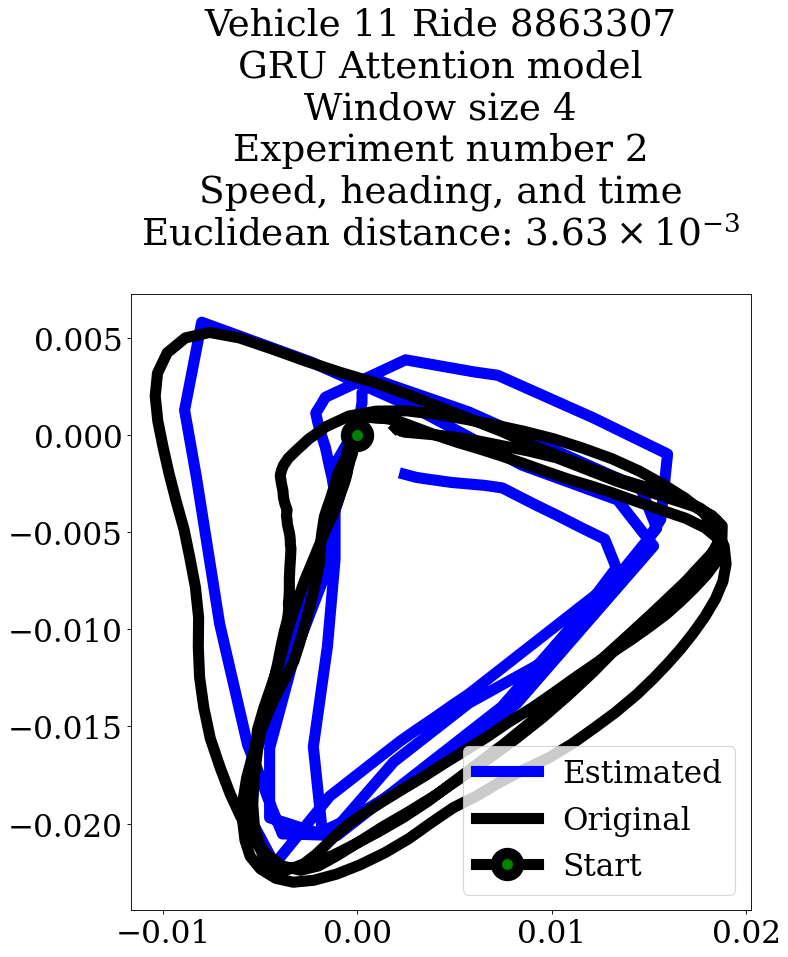 Vehicle 11 Ride 8863307
GRU Attention model
Window size 4
Experiment number 2
Speed, heading, and time
Euclidean distance: 3.63 × 10⁻³
0.005
0.000
−0.005
−0.010
−0.015
−0.020
Estimated
Original
Start
−0.01
0.00
0.01
0.02